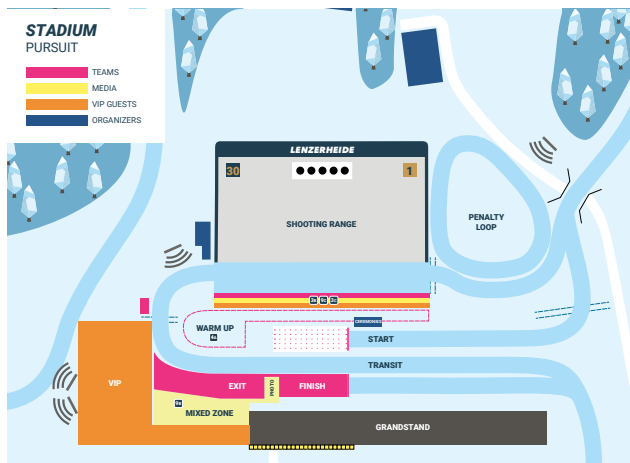 STADIUM
PURSUIT
TEAMS
MEDIA
VIP GUESTS
ORGANIZERS
LENZERHEIDE
30
1
SHOOTING RANGE
PENALTY
LOOP
WARM UP
CEREMONIES
START
TRANSIT
VIP
EXIT
PHOTO
FINISH
MIXED ZONE
GRANDSTAND